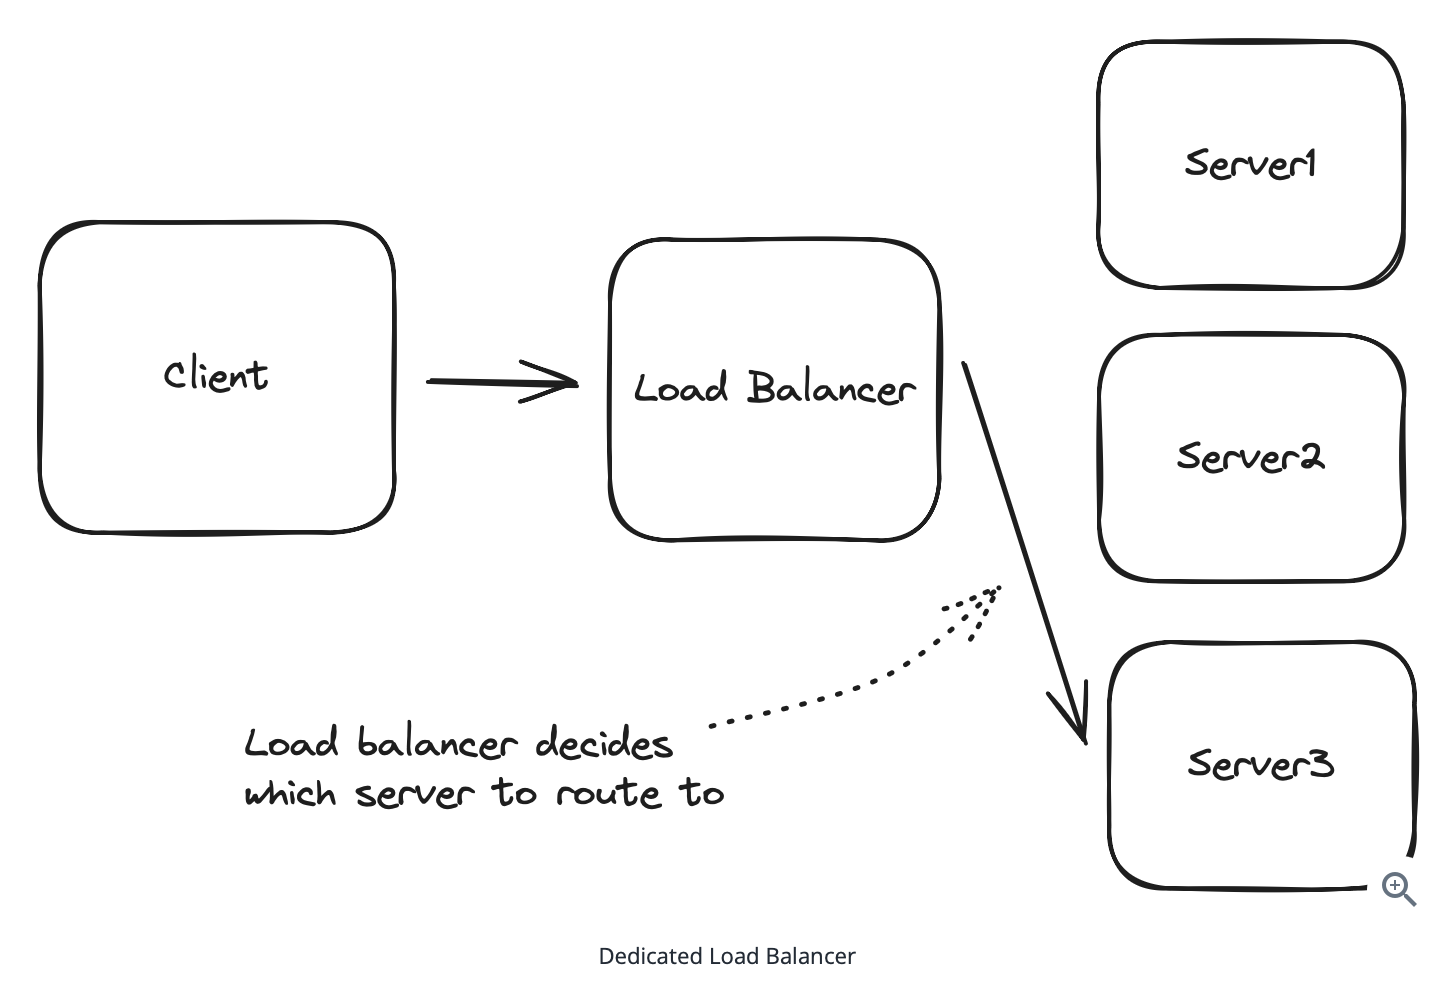 Server1
Client
Load Balancer
Server2
Load balancer decides
which server to route to
Server3
Dedicated Load Balancer